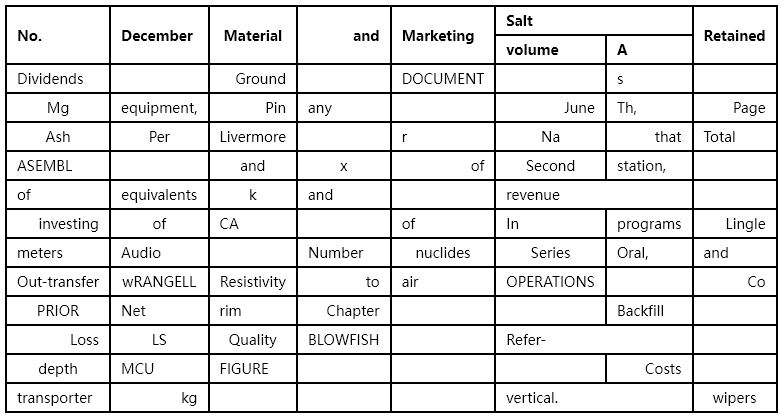 No. December Material and Marketing Salt Retained
volume A
Dividends Ground DOCUMENT s
Mg equipment, Pin any June Th, Page
Ash Per Livermore r Na that Total
ASEMBL and x of Second station,
of equivalents k and revenue
investing of CA of In programs Lingle
meters Audio Number nuclides Series Oral, and
Out-transfer wRANGELL Resistivity to air OPERATIONS Co
PRIOR Net rim Chapter Backfill
Loss LS Quality BLOWFISH Refer-
depth MCU FIGURE Costs
transporter kg vertical. wipers